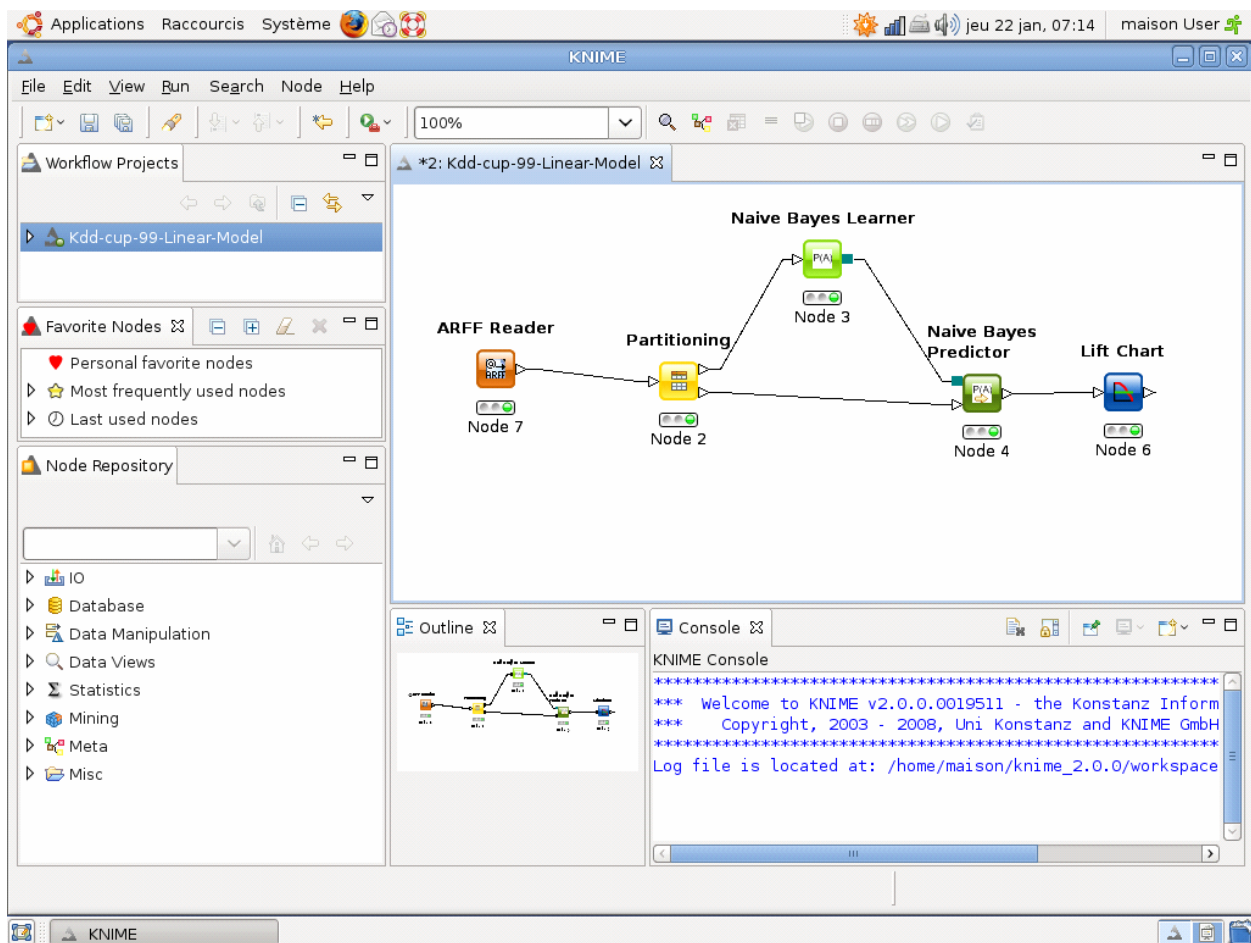 Applications Raccourcis Système jeu 22 jan, 07:14 maison User
KNIME
File Edit View Run Search Node Help
100%
Workflow Projects
Kdd-cup-99-Linear-Model
Favorite Nodes
Personal favorite nodes
Most frequently used nodes
Last used nodes
Node Repository
IO
Database
Data Manipulation
Data Views
Statistics
Mining
Meta
Misc
*2: Kdd-cup-99-Linear-Model
Naive Bayes Learner
P(A)
Node 3
ARFF Reader
ARFF
Node 7
Partitioning
Node 2
Naive Bayes
Predictor
P(A)
Node 4
Lift Chart
Node 6
Outline
Console
KNIME Console
***************************************************************
*** Welcome to KNIME v2.0.0.0019511 - the Konstanz Inform
*** Copyright, 2003 - 2008, Uni Konstanz and KNIME GmbH
***************************************************************
Log file is located at: /home/maison/knime_2.0.0/workspace
KNIME